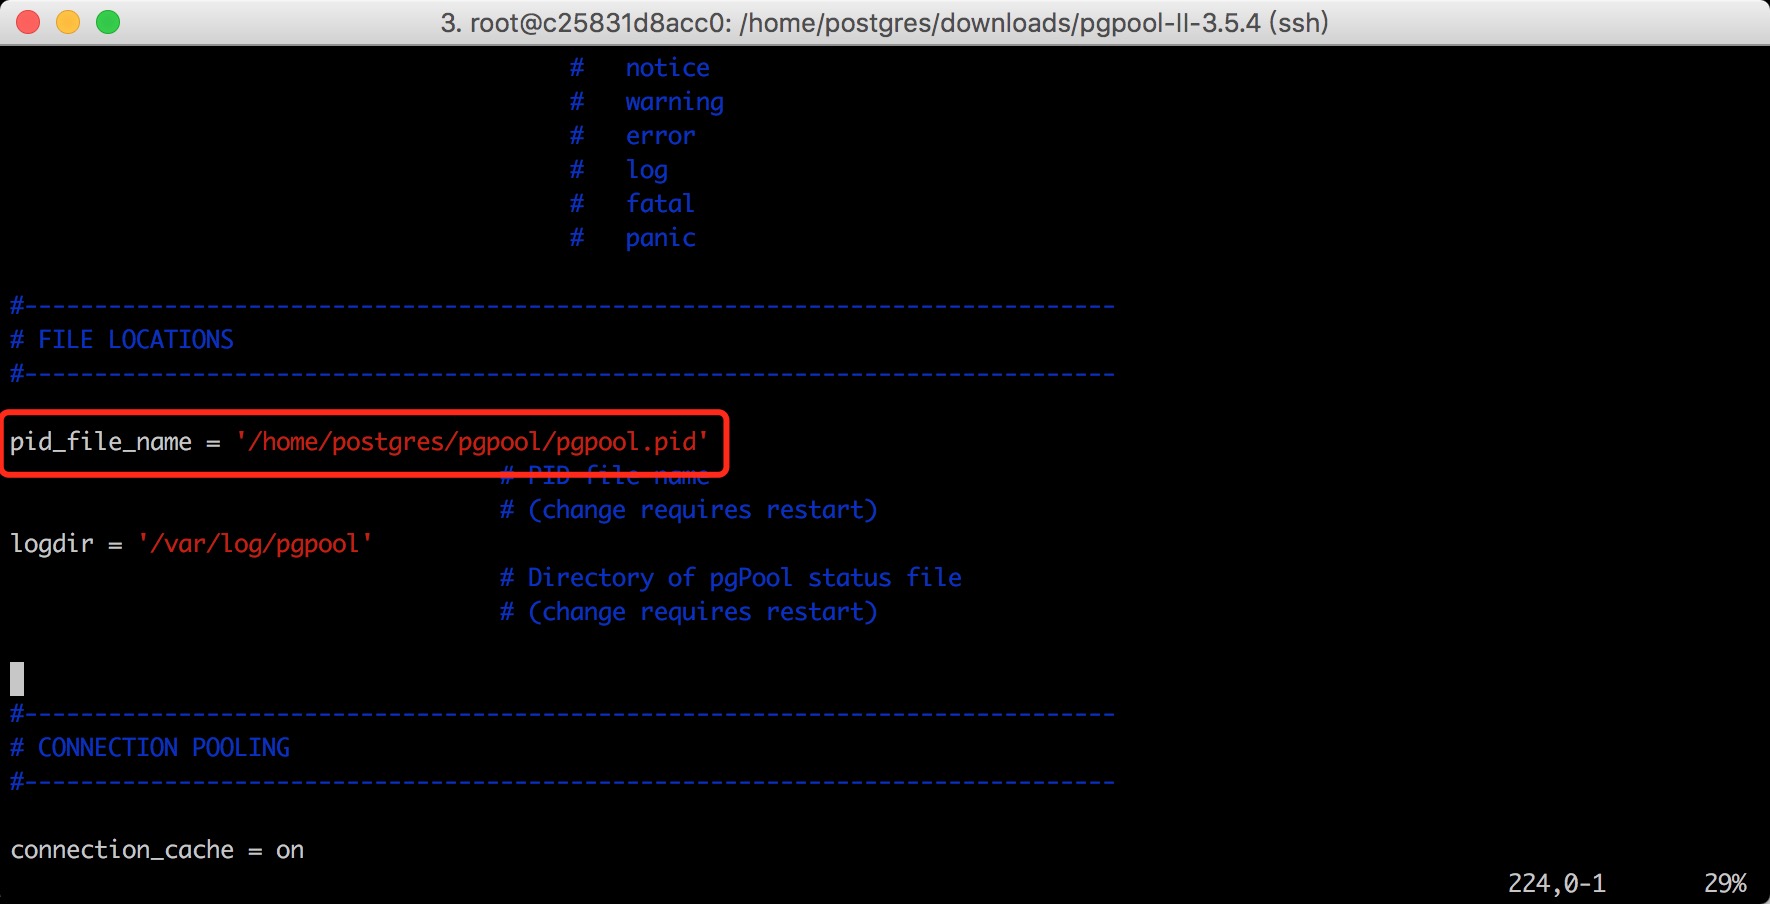 3. root@c25831d8acc0: /home/postgres/downloads/pgpool-II-3.5.4 (ssh)
#   notice
#   warning
#   error
#   log
#   fatal
#   panic
#------------------------------------------------------------------------------
# FILE LOCATIONS
#------------------------------------------------------------------------------
pid_file_name = '/home/postgres/pgpool/pgpool.pid'
# PID file name
# (change requires restart)
logdir = '/var/log/pgpool'
# Directory of pgPool status file
# (change requires restart)
#------------------------------------------------------------------------------
# CONNECTION POOLING
#------------------------------------------------------------------------------
connection_cache = on
224,0-1 29%